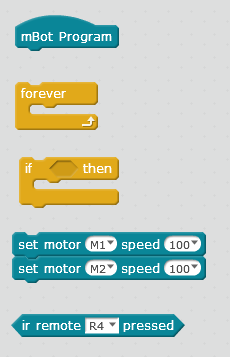 mBot Program
forever
if then
set motor M1 speed 100
set motor M2 speed 100
ir remote R4 pressed